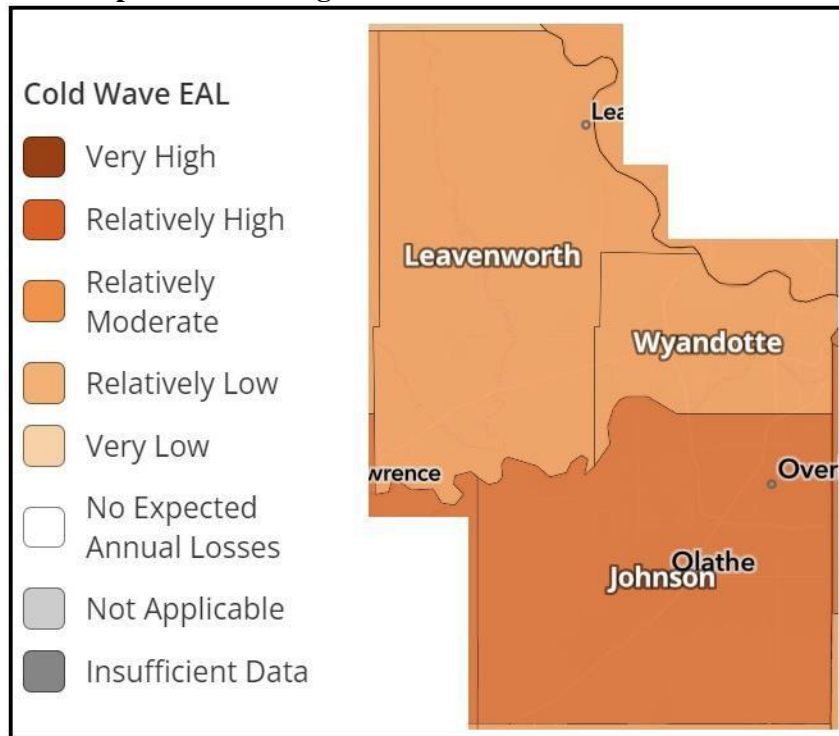 Cold Wave EAL
Very High
Relatively High
Relatively
Moderate
Relatively Low
Very Low
No Expected
Annual Losses
Not Applicable
Insufficient Data
Lea
Leavenworth
Wyandotte
wrence
Over
Olathe
Johnson